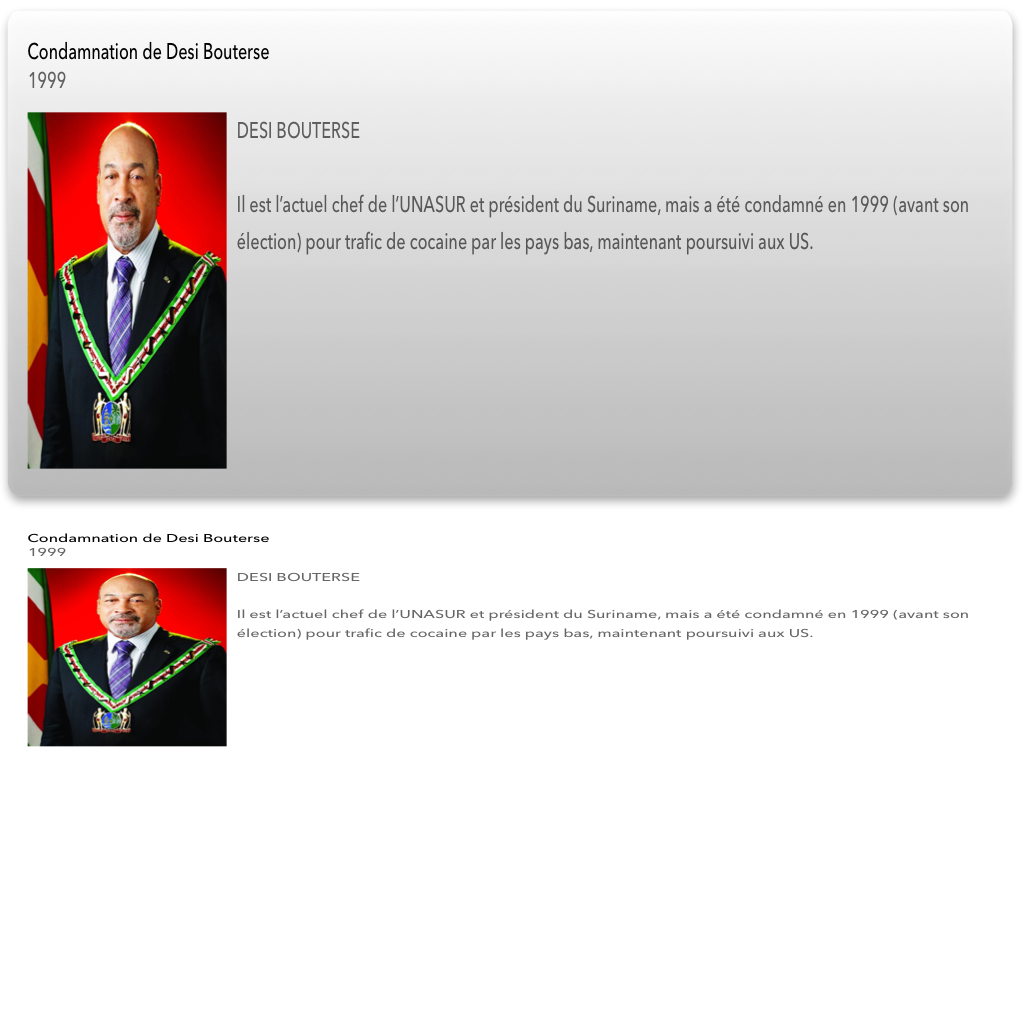 Condamnation de Desi Bouterse
1999
DESI BOUTERSE
Il est l’actuel chef de l’UNASUR et président du Suriname, mais a été condamné en 1999 (avant son
élection) pour trafic de cocaine par les pays bas, maintenant poursuivi aux US.
Condamnation de Desi Bouterse
1999
DESI BOUTERSE
Il est l’actuel chef de l’UNASUR et président du Suriname, mais a été condamné en 1999 (avant son
élection) pour trafic de cocaine par les pays bas, maintenant poursuivi aux US.